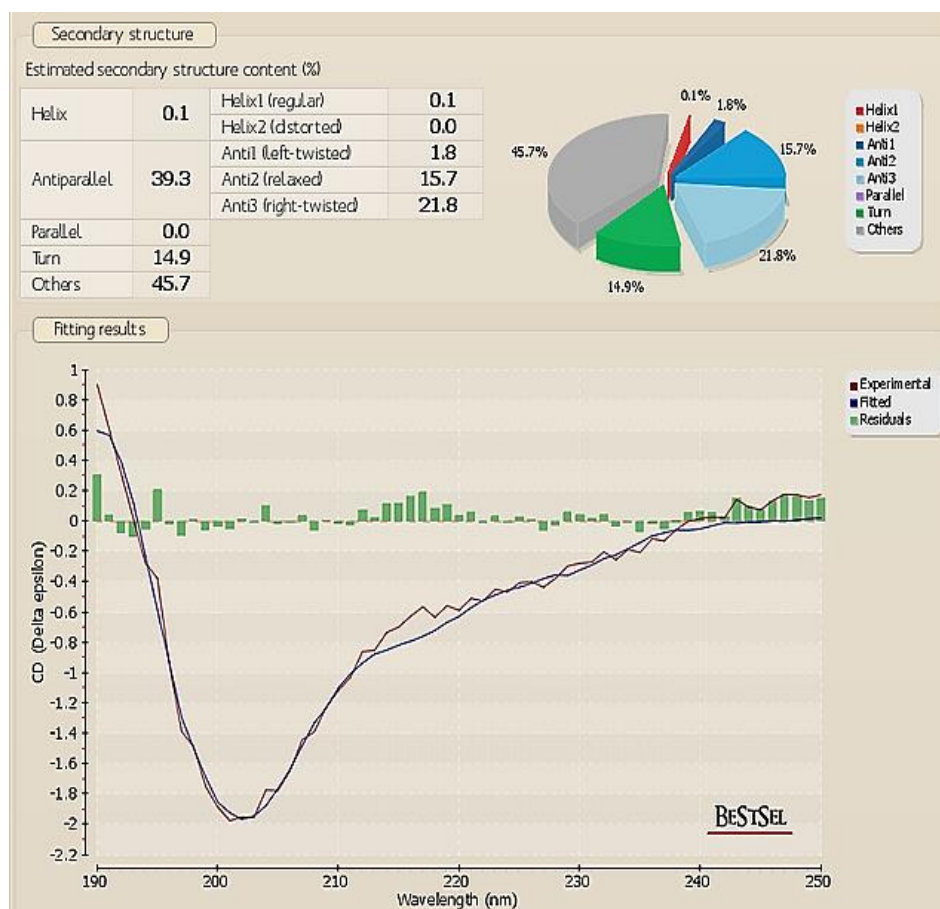 Secondary structure
Estimated secondary structure content (%)
Helix 0.1 Helix1 (regular) 0.1
Helix2 (distorted) 0.0
Antiparallel 39.3 Anti1 (left-twisted) 1.8
Anti2 (relaxed) 15.7
Anti3 (right-twisted) 21.8
Parallel 0.0
Turn 14.9
Others 45.7
0.1%
1.8%
15.7%
21.8%
14.9%
45.7%
Helix1
Helix2
Anti1
Anti2
Anti3
Parallel
Turn
Others
Fitting results
CD (Delta epsilon)
1
0.8
0.6
0.4
0.2
0
-0.2
-0.4
-0.6
-0.8
-1
-1.2
-1.4
-1.6
-1.8
-2
-2.2
190 200 210 220 230 240 250
Wavelength (nm)
BESTSEL
Experimental
Fitted
Residuals